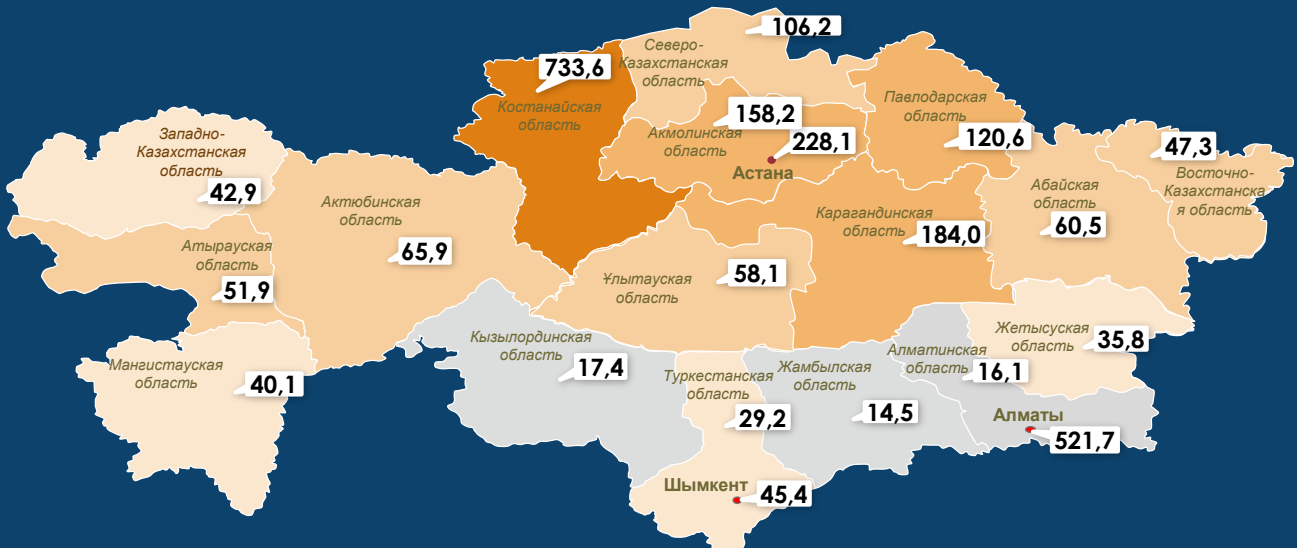 106,2
Северо-
Казахстанская
область
733,6
Костанайская
область
Павлодарская
область
120,6
158,2
Акмолинская
область
228,1
Астана
Западно-
Казахстанская
область
42,9
47,3
Восточно-
Казахстанска
я область
Абайская
область
60,5
Актюбинская
область
65,9
Карагандинская
область
184,0
Атырауская
область
51,9
Ұлытауская
область
58,1
Жетысуская
область
35,8
Кызылординская
область
17,4
Алматинская
область
16,1
Мангистауская
область
40,1
Туркестанская
область
29,2
Жамбылская
область
14,5
Алматы
521,7
Шымкент
45,4